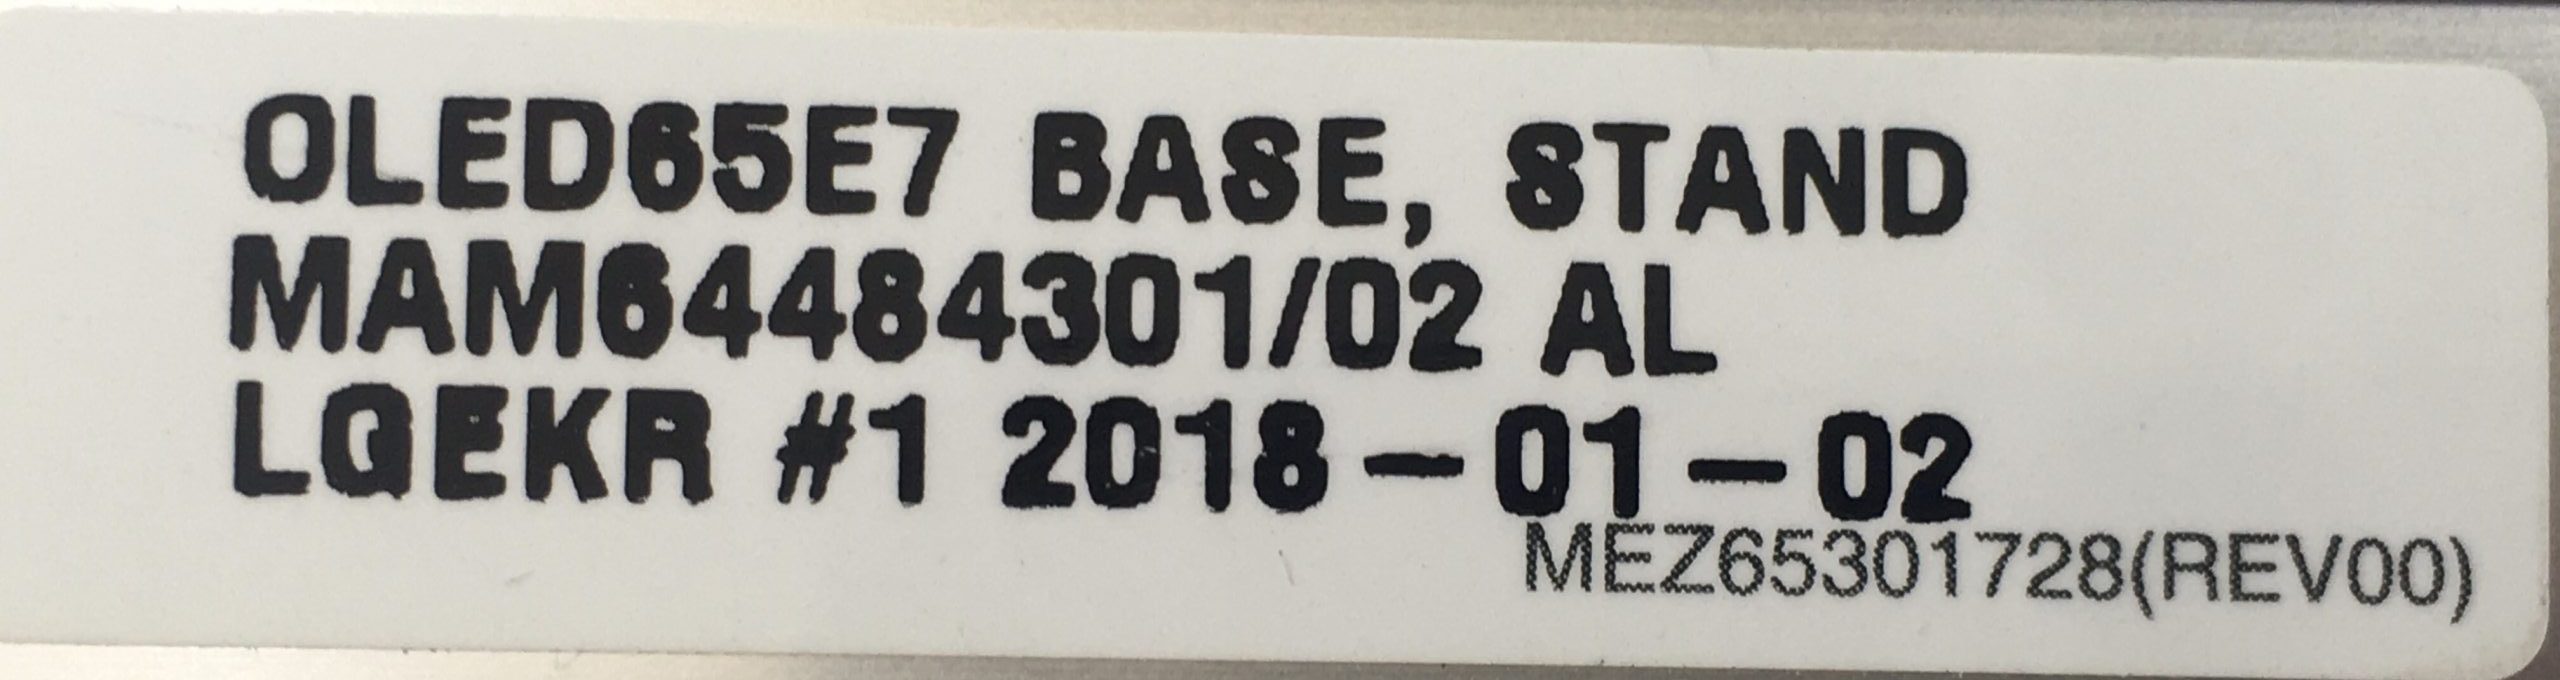 OLED65E7 BASE, STAND
MAM64484301/02 AL
LGEKR #1 2018-01-02
MEZ65301728(REV00)